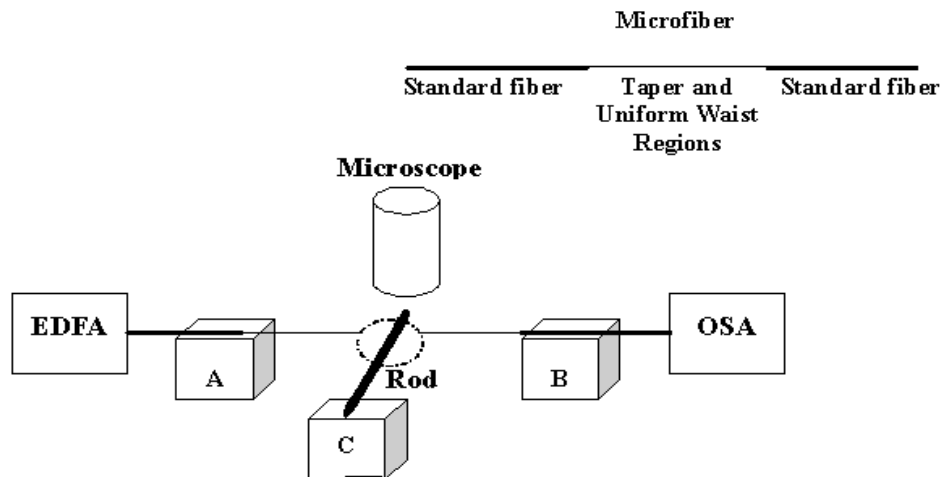 Microfiber
Standard fiber
Taper and
Uniform Waist
Regions
Standard fiber
Microscope
EDFA
OSA
A
Rod
B
C